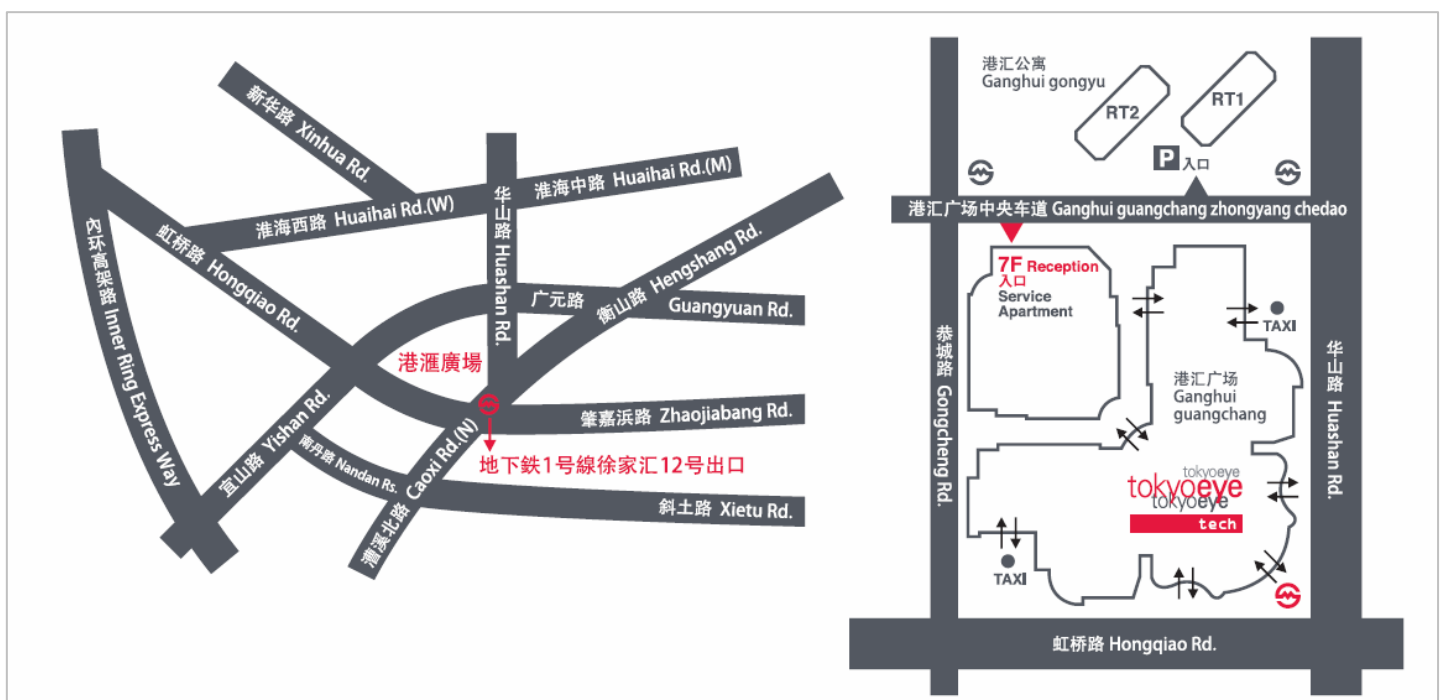 新华路 Xinhua Rd.
淮海中路 Huaihai Rd.(M)
淮海西路 Huaihai Rd.(W)
华山路 Huashan Rd.
內环高架路 Inner Ring Express Way
虹桥路 Hongqiao Rd.
衡山路 Hengshang Rd.
广元路 Guangyuan Rd.
港滙廣場
宜山路 Yishan Rd.
肇嘉浜路 Zhaojiabang Rd.
南丹路 Nandan Rs.
漕溪北路 Caoxi Rd.(N)
地下鉄1号線徐家汇12号出口
斜土路 Xietu Rd.
港汇公寓
Ganghui gongyu
RT2
RT1
P 入口
港汇广场中央车道 Ganghui guangchang zhongyang chedao
7F Reception
入口
Service
Apartment
TAXI
恭城路 Gongcheng Rd.
华山路 Huashan Rd.
港汇广场
Ganghui
guangchang
tokyoeye
tokyoeye
tokyoeye
tech
TAXI
虹桥路 Hongqiao Rd.